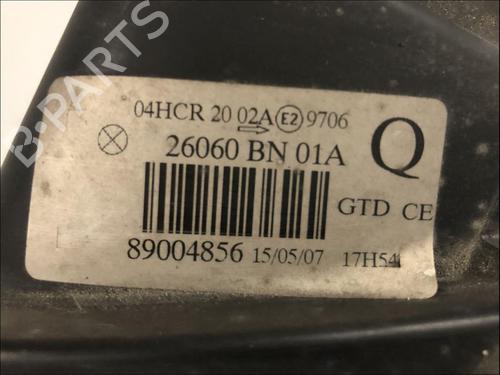 04HCR 20 02A E2 9706
26060 BN 01A
Q
GTD CE
89004856 15/05/07 17H54
B-PARTS